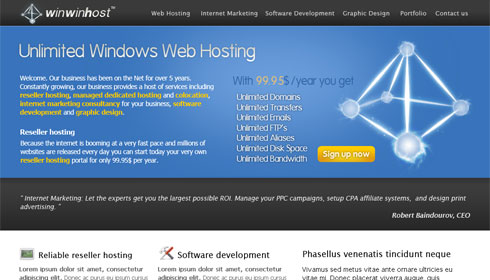 winwinhost™
Web Hosting Internet Marketing Software Development Graphic Design Portfolio Contact us
Unlimited Windows Web Hosting
Welcome. Our business has been on the Net for over 5 years.
Constantly growing, our business provides a host of services including
reseller hosting, managed dedicated hosting and colocation,
internet marketing consultancy for your business, software
development and graphic design.
Reseller hosting
Because the internet is booming at a very fast pace and millions of
websites are released every day you can start today your very own
reseller hosting portal for only 99.95$ per year.
With 99.95$/year you get
Unlimited Domains
Unlimited Transfers
Unlimited Emails
Unlimited FTP's
Unlimited Aliases
Unlimited Disk Space
Unlimited Bandwidth
Sign up now
" Internet Marketing: Let the experts get you the largest possible ROI. Manage your PPC campaigns, setup CPA affiliate systems, and design print
advertising. "
Robert Baindourov, CEO
Reliable reseller hosting
Lorem ipsum dolor sit amet, consectetur
adipiscing elit. Donec ac purus eu risus cursus
Software development
Lorem ipsum dolor sit amet, consectetur
adipiscing elit. Donec ac purus eu risus
Phasellus venenatis tincidunt neque
Vivamus sed metus vitae ante ornare ultricies eu
vitae mi. Donec placerat viverra augue, quis